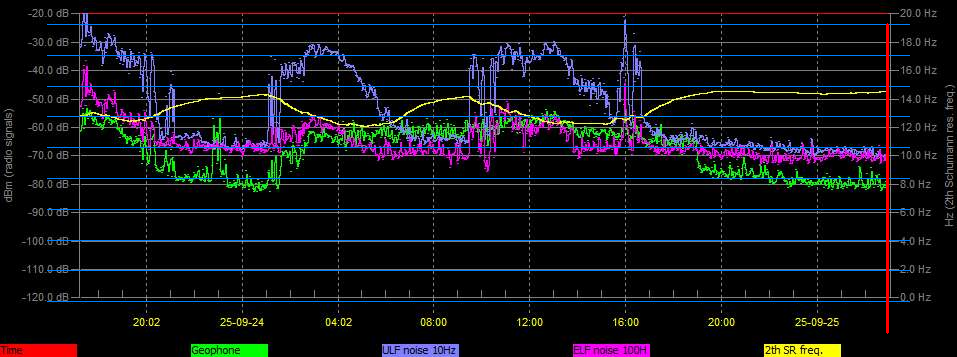 -20.0 dB 20.0 Hz
-30.0 dB 18.0 Hz
-40.0 dB 16.0 Hz
-50.0 dB 14.0 Hz
-60.0 dB 12.0 Hz
-70.0 dB 10.0 Hz
-80.0 dB 8.0 Hz
-90.0 dB 6.0 Hz
-100.0 dB 4.0 Hz
-110.0 dB 2.0 Hz
-120.0 dB 0.0 Hz
dBm (radio signals)
Hz (2th Schumann res. freq.)
20:02 25-09-24 04:02 08:00 12:00 16:00 20:00 25-09-25
Time Geophone ULF noise 10Hz ELF noise 100H 2th SR freq.